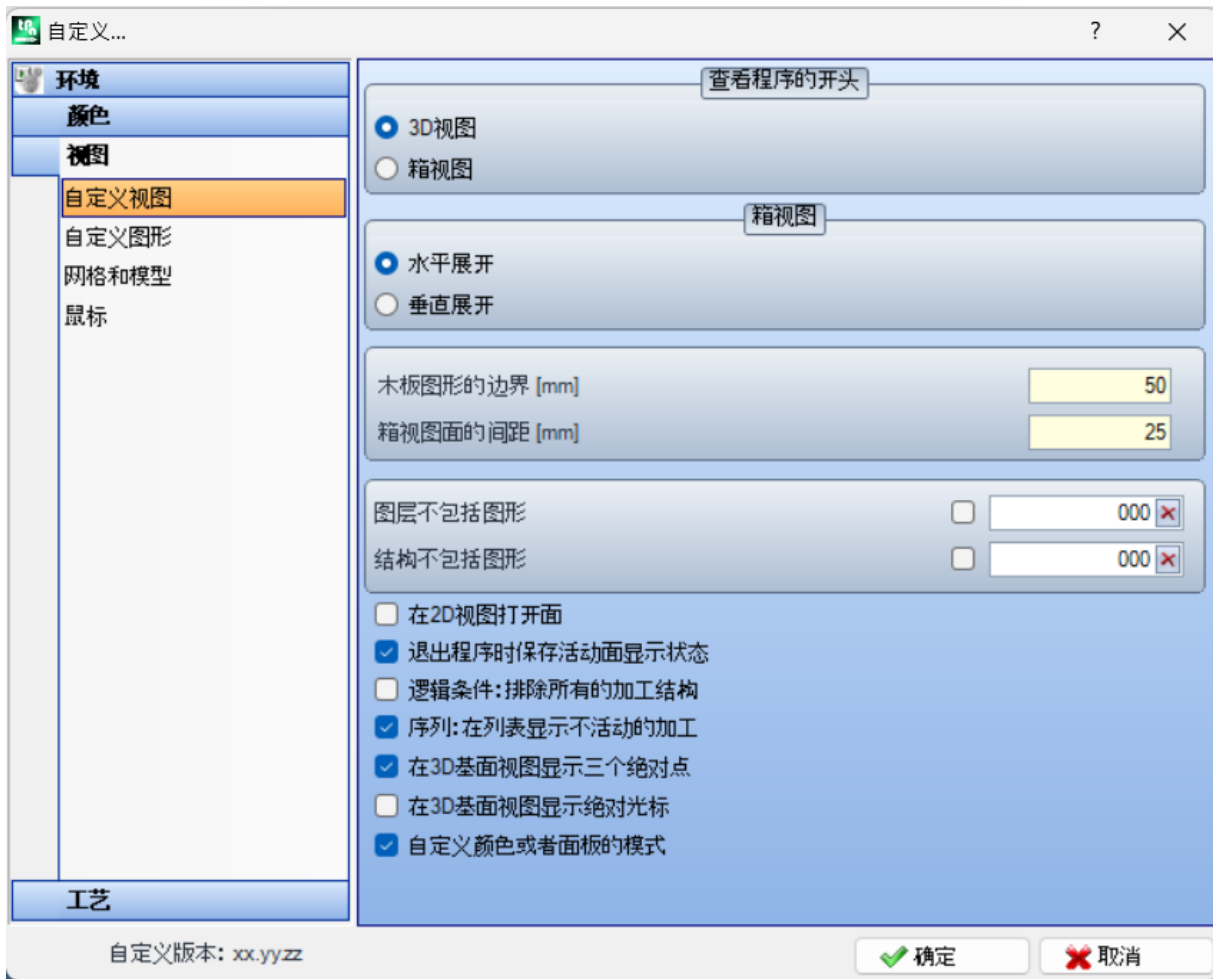 自定义...
?
环境
颜色
视图
自定义视图
自定义图形
网格和模型
鼠标
工艺
查看程序的开头
3D视图
箱视图
箱视图
水平展开
垂直展开
木板图形的边界 [mm] 50
箱视图面的间距 [mm] 25
图层不包括图形 000
结构不包括图形 000
在2D视图打开面
退出程序时保存活动面显示状态
逻辑条件:排除所有的加工结构
序列:在列表显示不活动的加工
在3D基面视图显示三个绝对点
在3D基面视图显示绝对光标
自定义颜色或者面板的模式
自定义版本: xx.yy.zz
确定
取消